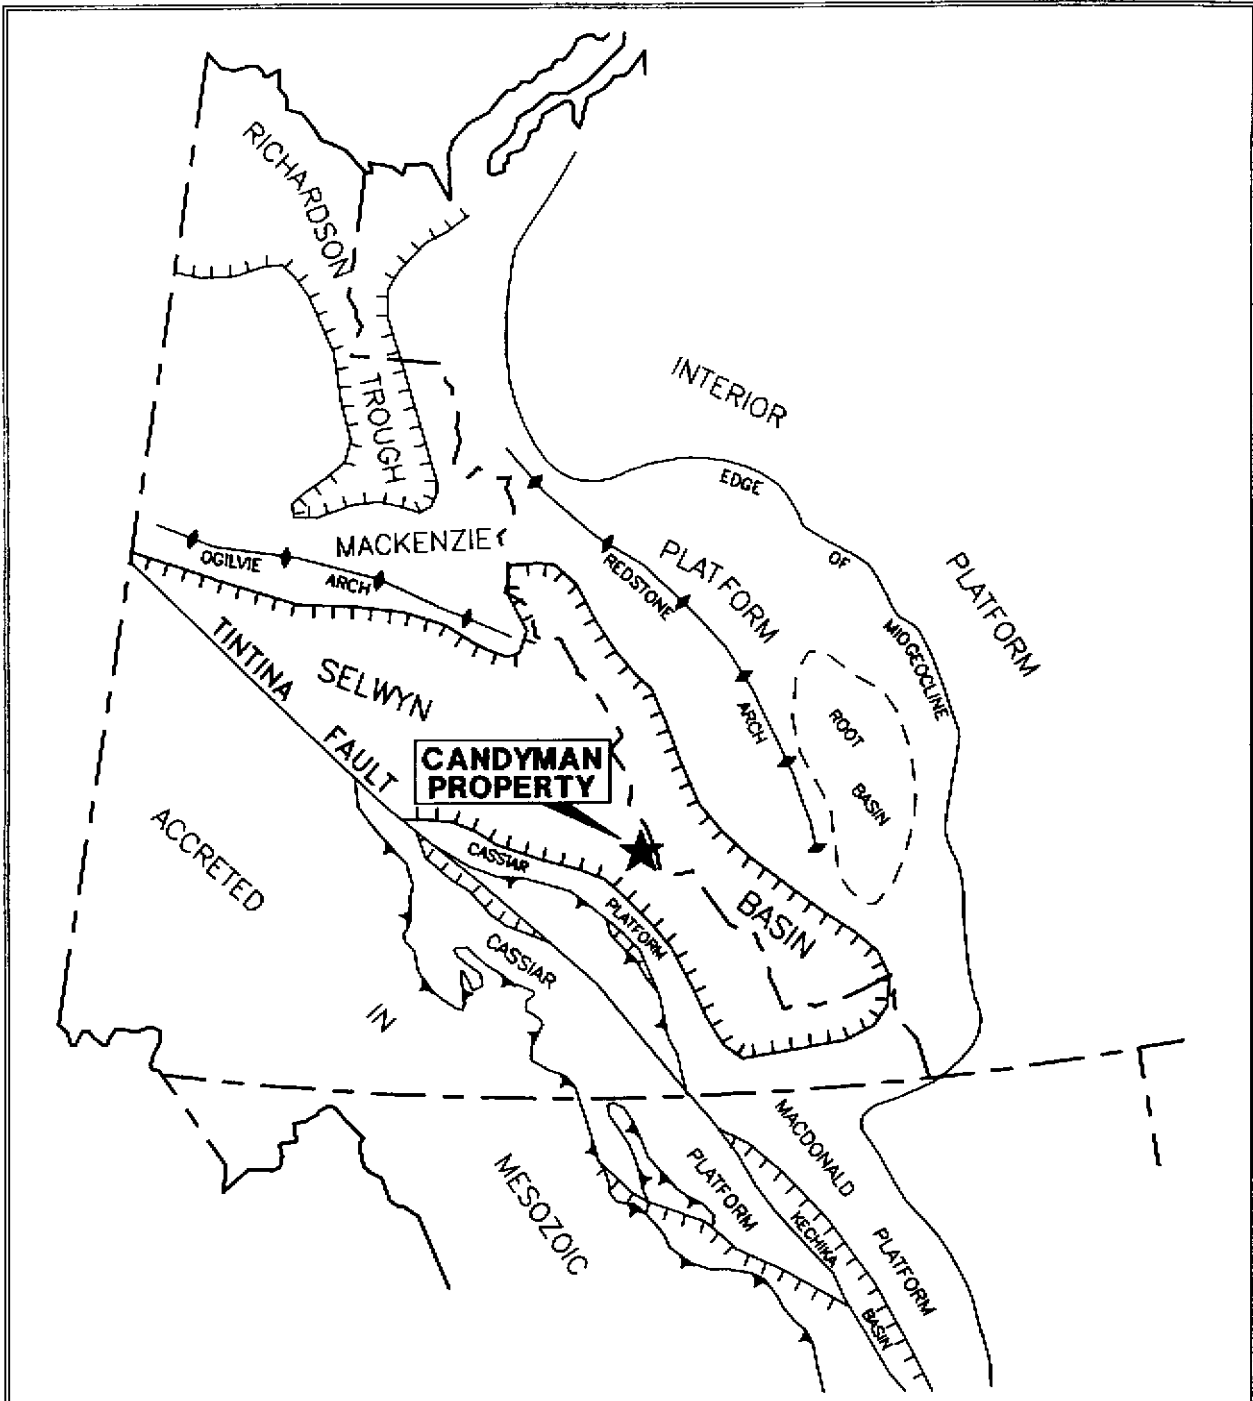 RICHARDSON
TROUGH
INTERIOR
PLATFORM
EDGE
OF
MIOGEOCLINE
MACKENZIE
PLATFORM
OGILVIE
ARCH
REDSTONE
ARCH
ROOT
BASIN
TINTINA
FAULT
SELWYN
BASIN
CANDYMAN
PROPERTY
CASSIAR
PLATFORM
CASSIAR
PLATFORM
ACCRETED
IN
MESOZOIC
MACDONALD
PLATFORM
KECHIKA
BASIN